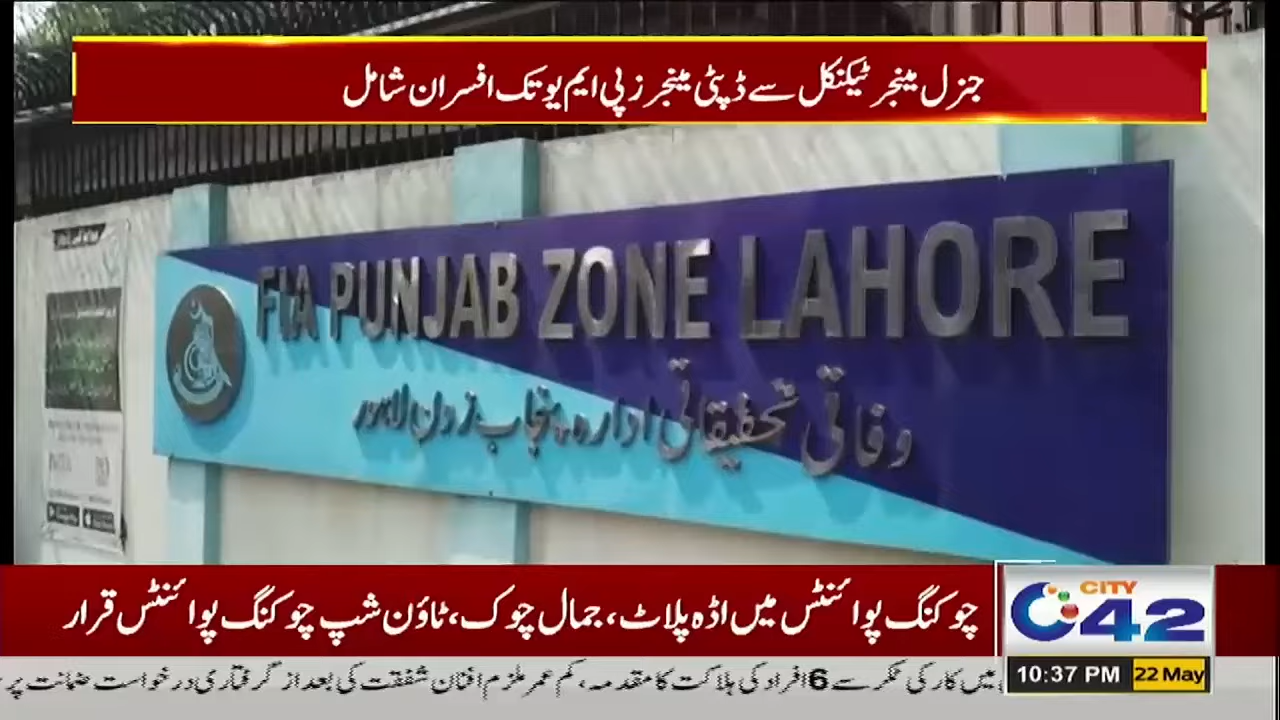 جنرل مینجر ٹیکنکل سے ڈپٹی مینجرز پی ایم یو تک افسران شامل
FIA PUNJAB ZONE LAHORE
وفاقی تحقیقاتی ادارہ پنجاب زون لاہور
چوکنگ پوائنٹس میں اڈہ پلاٹ، جمال چوک، ٹاؤن شپ چوکنگ پوائنٹس قرار
CITY
42
میں کار کی ٹکر سے 6 افراد کی ہلاکت کا مقدمہ، کم عمر ملزم افنان شفقت کی بعد از گرفتاری درخواست ضمانت پر
10:37 PM 22 May